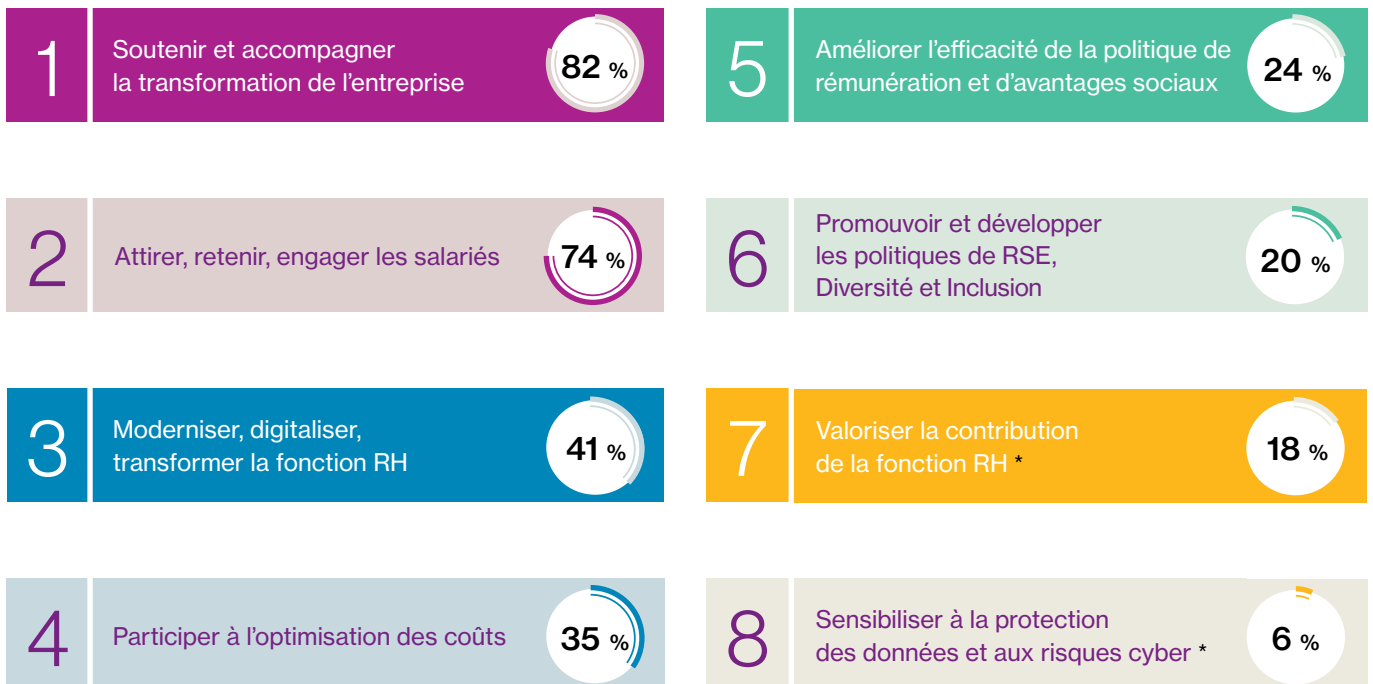 1
Soutenir et accompagner
la transformation de l’entreprise
82 %
2
Attirer, retenir, engager les salariés
74 %
3
Moderniser, digitaliser,
transformer la fonction RH
41 %
4
Participer à l’optimisation des coûts
35 %
5
Améliorer l’efficacité de la politique de
rémunération et d’avantages sociaux
24 %
6
Promouvoir et développer
les politiques de RSE,
Diversité et Inclusion
20 %
7
Valoriser la contribution
de la fonction RH *
18 %
8
Sensibiliser à la protection
des données et aux risques cyber *
6 %